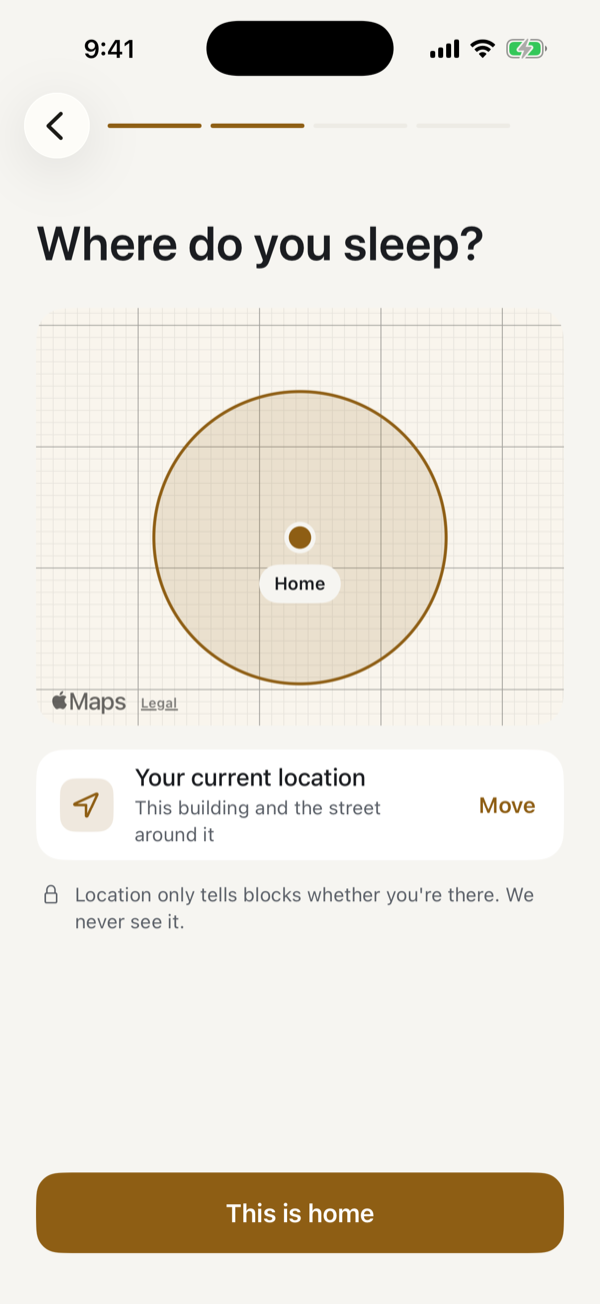 9:41
Where do you sleep?
Home
Maps Legal
Your current location
This building and the street
around it
Move
Location only tells blocks whether you're there. We
never see it.
This is home